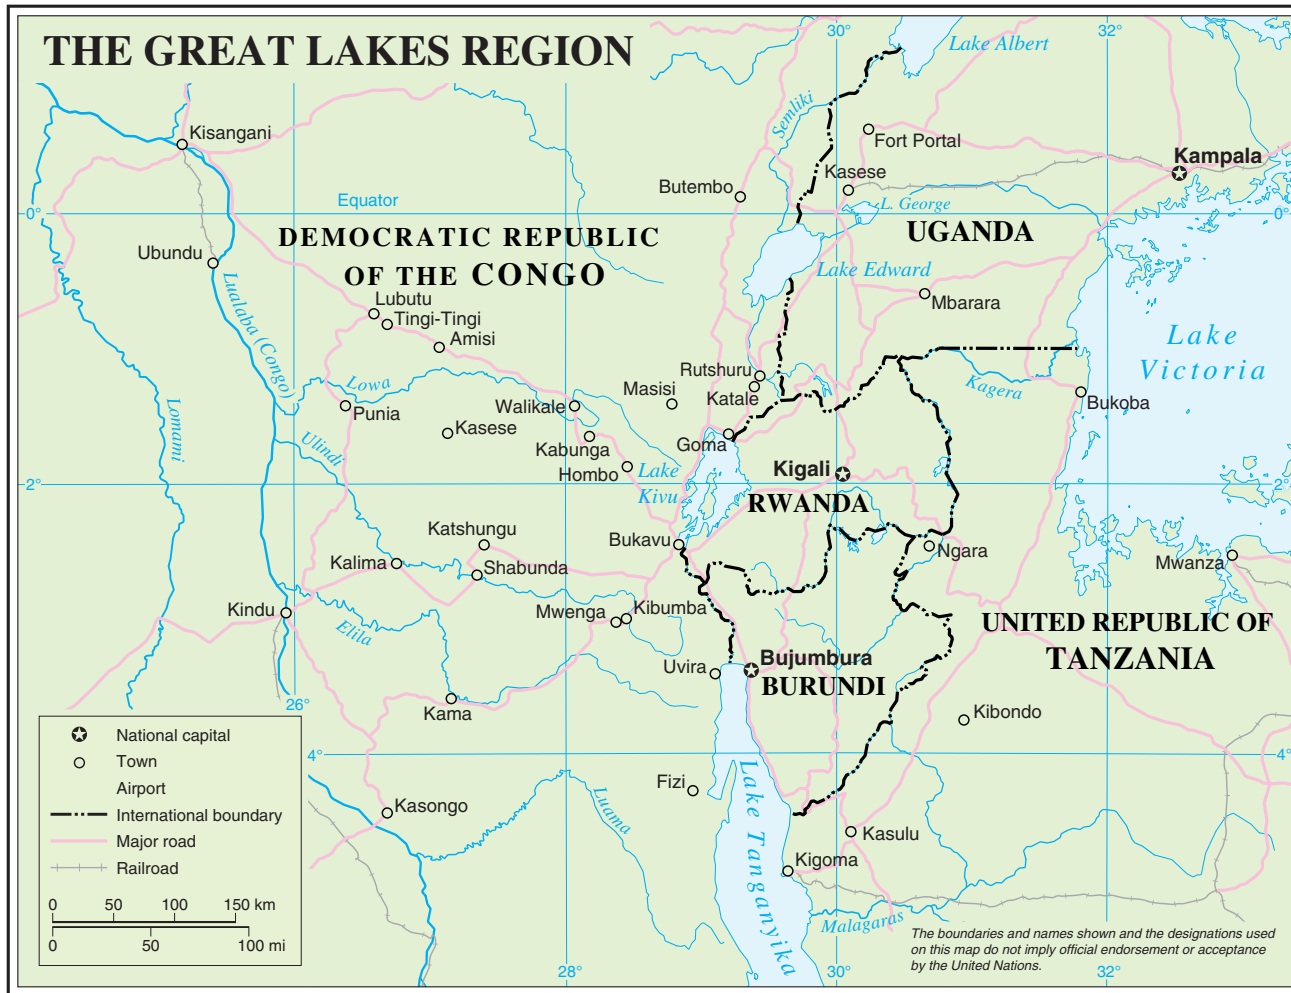 THE GREAT LAKES REGION
30°
32°
Lake Albert
Semliki
Kisangani
Fort Portal
Kampala
Butembo
Kasese
L. George
0°
Equator
0°
DEMOCRATIC REPUBLIC
OF THE CONGO
UGANDA
Ubundu
Lualaba (Congo)
Lake Edward
Mbarara
Lubutu
Tingi-Tingi
Amisi
Lake
Victoria
Rutshuru
Katale
Masisi
Kagera
Bukoba
Lowa
Lomami
Punia
Walikale
Kasese
Ulindi
Kabunga
Hombo
Goma
Lake
Kivu
Kigali
RWANDA
2°
2°
Katshungu
Bukavu
Ngara
Mwanza
Kalima
Shabunda
Kindu
Elila
Mwenga
Kibumba
UNITED REPUBLIC OF
TANZANIA
Uvira
Bujumbura
BURUNDI
26°
Kama
Kibondo
4°
4°
National capital
Town
Airport
International boundary
Major road
Railroad
0 50 100 150 km
0 50 100 mi
Kasongo
Luama
Fizi
Lake Tanganyika
Kasulu
Kigoma
Malagaras
28°
30°
32°
The boundaries and names shown and the designations used
on this map do not imply official endorsement or acceptance
by the United Nations.